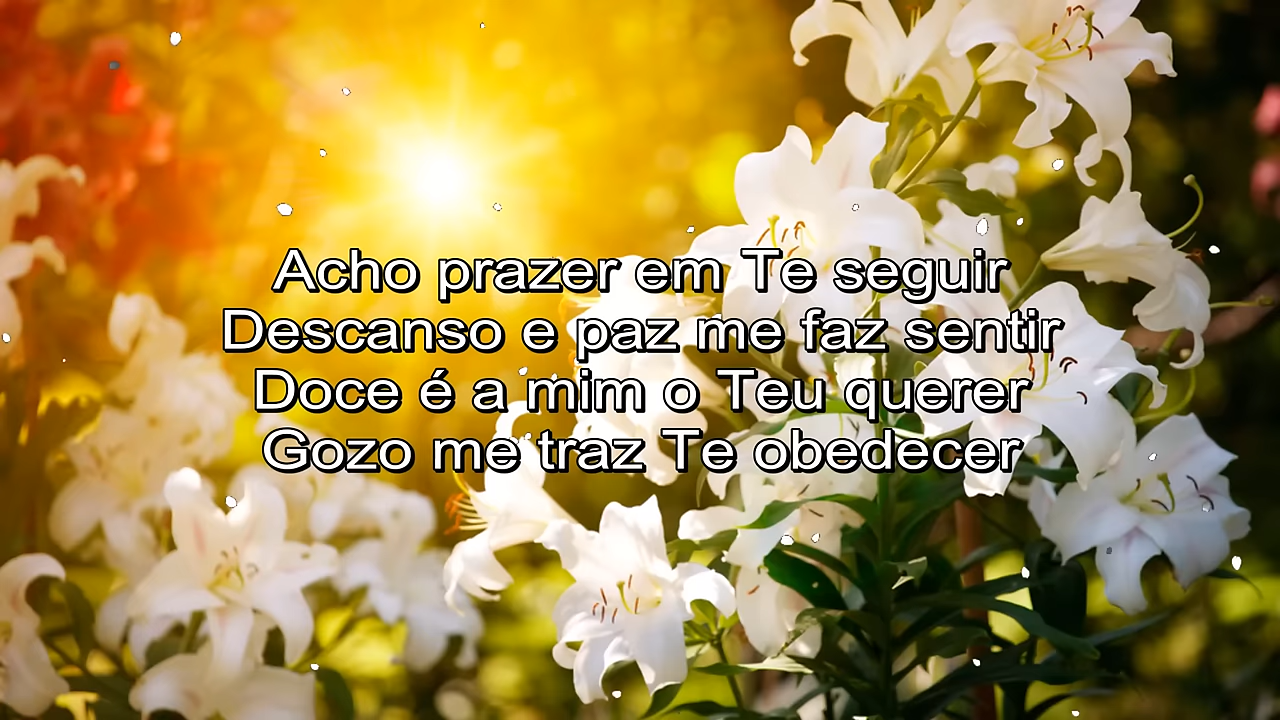 Acho prazer em Te seguir
Descanso e paz me faz sentir
Doce é a mim o Teu querer
Gozo me traz Te obedecer